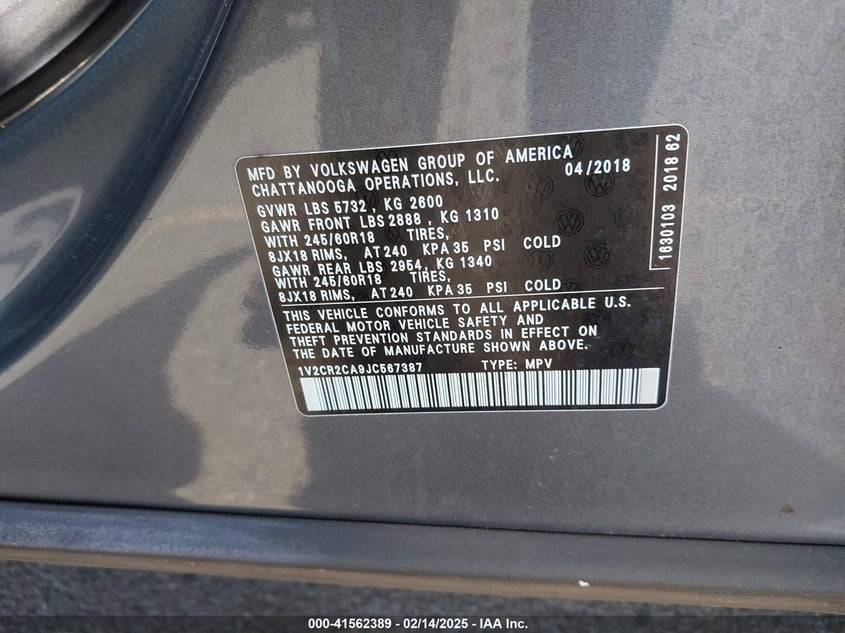 MFD BY VOLKSWAGEN GROUP OF AMERICA
CHATTANOOGA OPERATIONS, LLC. 04/2018
GVWR LBS 5732 , KG 2600
GAWR FRONT LBS 2888 , KG 1310
WITH 245/60R18 TIRES,
8JX18 RIMS, AT 240 KPA 35 PSI COLD
GAWR REAR LBS 2954, KG 1340
WITH 245/60R18 TIRES,
8JX18 RIMS, AT 240 KPA 35 PSI COLD
THIS VEHICLE CONFORMS TO ALL APPLICABLE U.S.
FEDERAL MOTOR VEHICLE SAFETY AND
THEFT PREVENTION STANDARDS IN EFFECT ON
THE DATE OF MANUFACTURE SHOWN ABOVE.
1V2CR2CA9JC567387 TYPE: MPV
1630103 2018 62
000-41562389 - 02/14/2025 - IAA Inc.